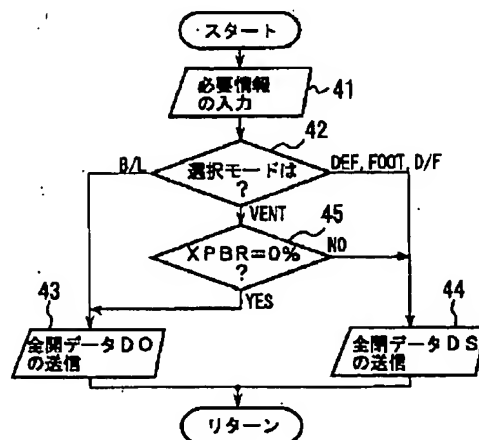 スタート
必要情報
の入力
41
42
選択モードは
?
B/L
DEF, FOOT, D/F
VENT
45
XPBR=0%
?
NO
YES
43
全開データDO
の送信
44
全閉データDS
の送信
リターン